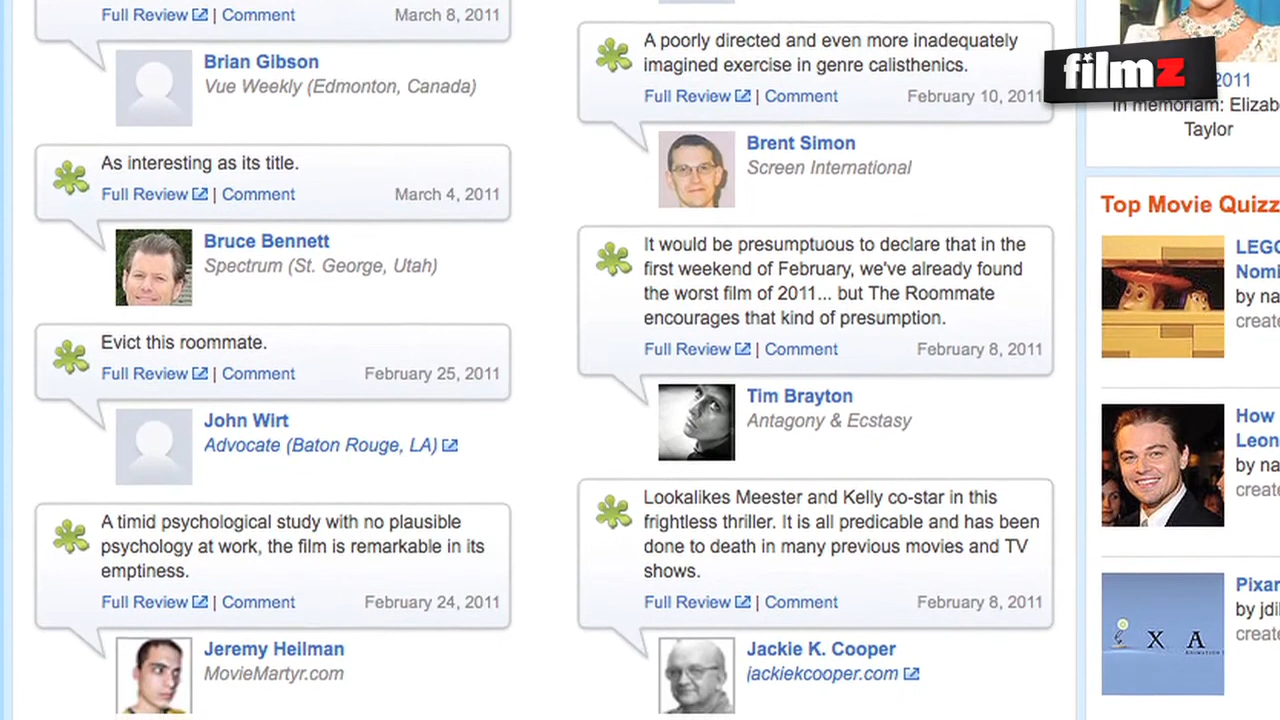 Full Review | Comment March 8, 2011
Brian Gibson
Vue Weekly (Edmonton, Canada)
As interesting as its title.
Full Review | Comment March 4, 2011
Bruce Bennett
Spectrum (St. George, Utah)
Evict this roommate.
Full Review | Comment February 25, 2011
John Wirt
Advocate (Baton Rouge, LA)
A timid psychological study with no plausible
psychology at work, the film is remarkable in its
emptiness.
Full Review | Comment February 24, 2011
Jeremy Heilman
MovieMartyr.com
A poorly directed and even more inadequately
imagined exercise in genre calisthenics.
Full Review | Comment February 10, 2011
Brent Simon
Screen International
It would be presumptuous to declare that in the
first weekend of February, we've already found
the worst film of 2011... but The Roommate
encourages that kind of presumption.
Full Review | Comment February 8, 2011
Tim Brayton
Antagony & Ecstasy
Lookalikes Meester and Kelly co-star in this
frightless thriller. It is all predicable and has been
done to death in many previous movies and TV
shows.
Full Review | Comment February 8, 2011
Jackie K. Cooper
jackiekcooper.com
filmz
2011
In memoriam: Elizab
Taylor
Top Movie Quizz
LEGO
Nomi
by na
create
How
Leon
by na
create
X A
Pixar
by jdi
create